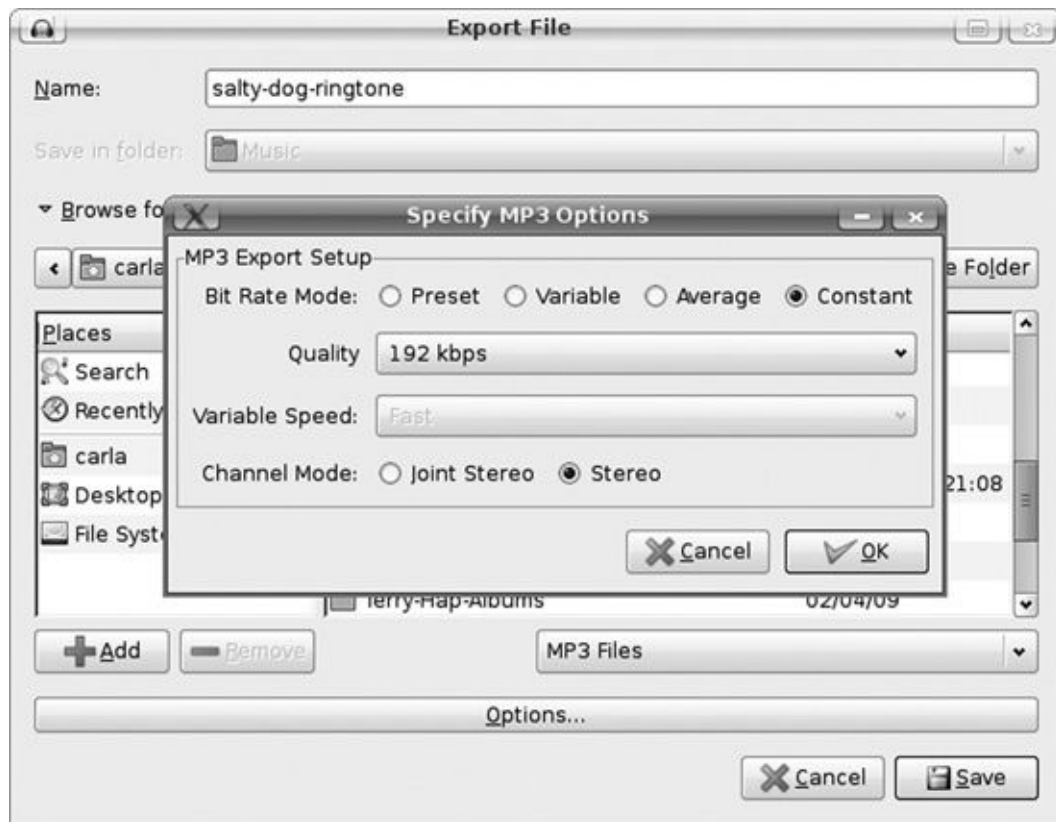 Export File
Name: salty-dog-ringtone
Save in folder: Music
Browse fo
Specify MP3 Options
MP3 Export Setup
Bit Rate Mode: Preset Variable Average Constant
Quality 192 kbps
Variable Speed: Fast
Channel Mode: Joint Stereo Stereo
Cancel OK
carla
e Folder
Places
Search
Recently
carla
Desktop
21:08
File Syst
Terry-Hap-Albums 02/04/09
Add Remove MP3 Files
Options...
Cancel Save